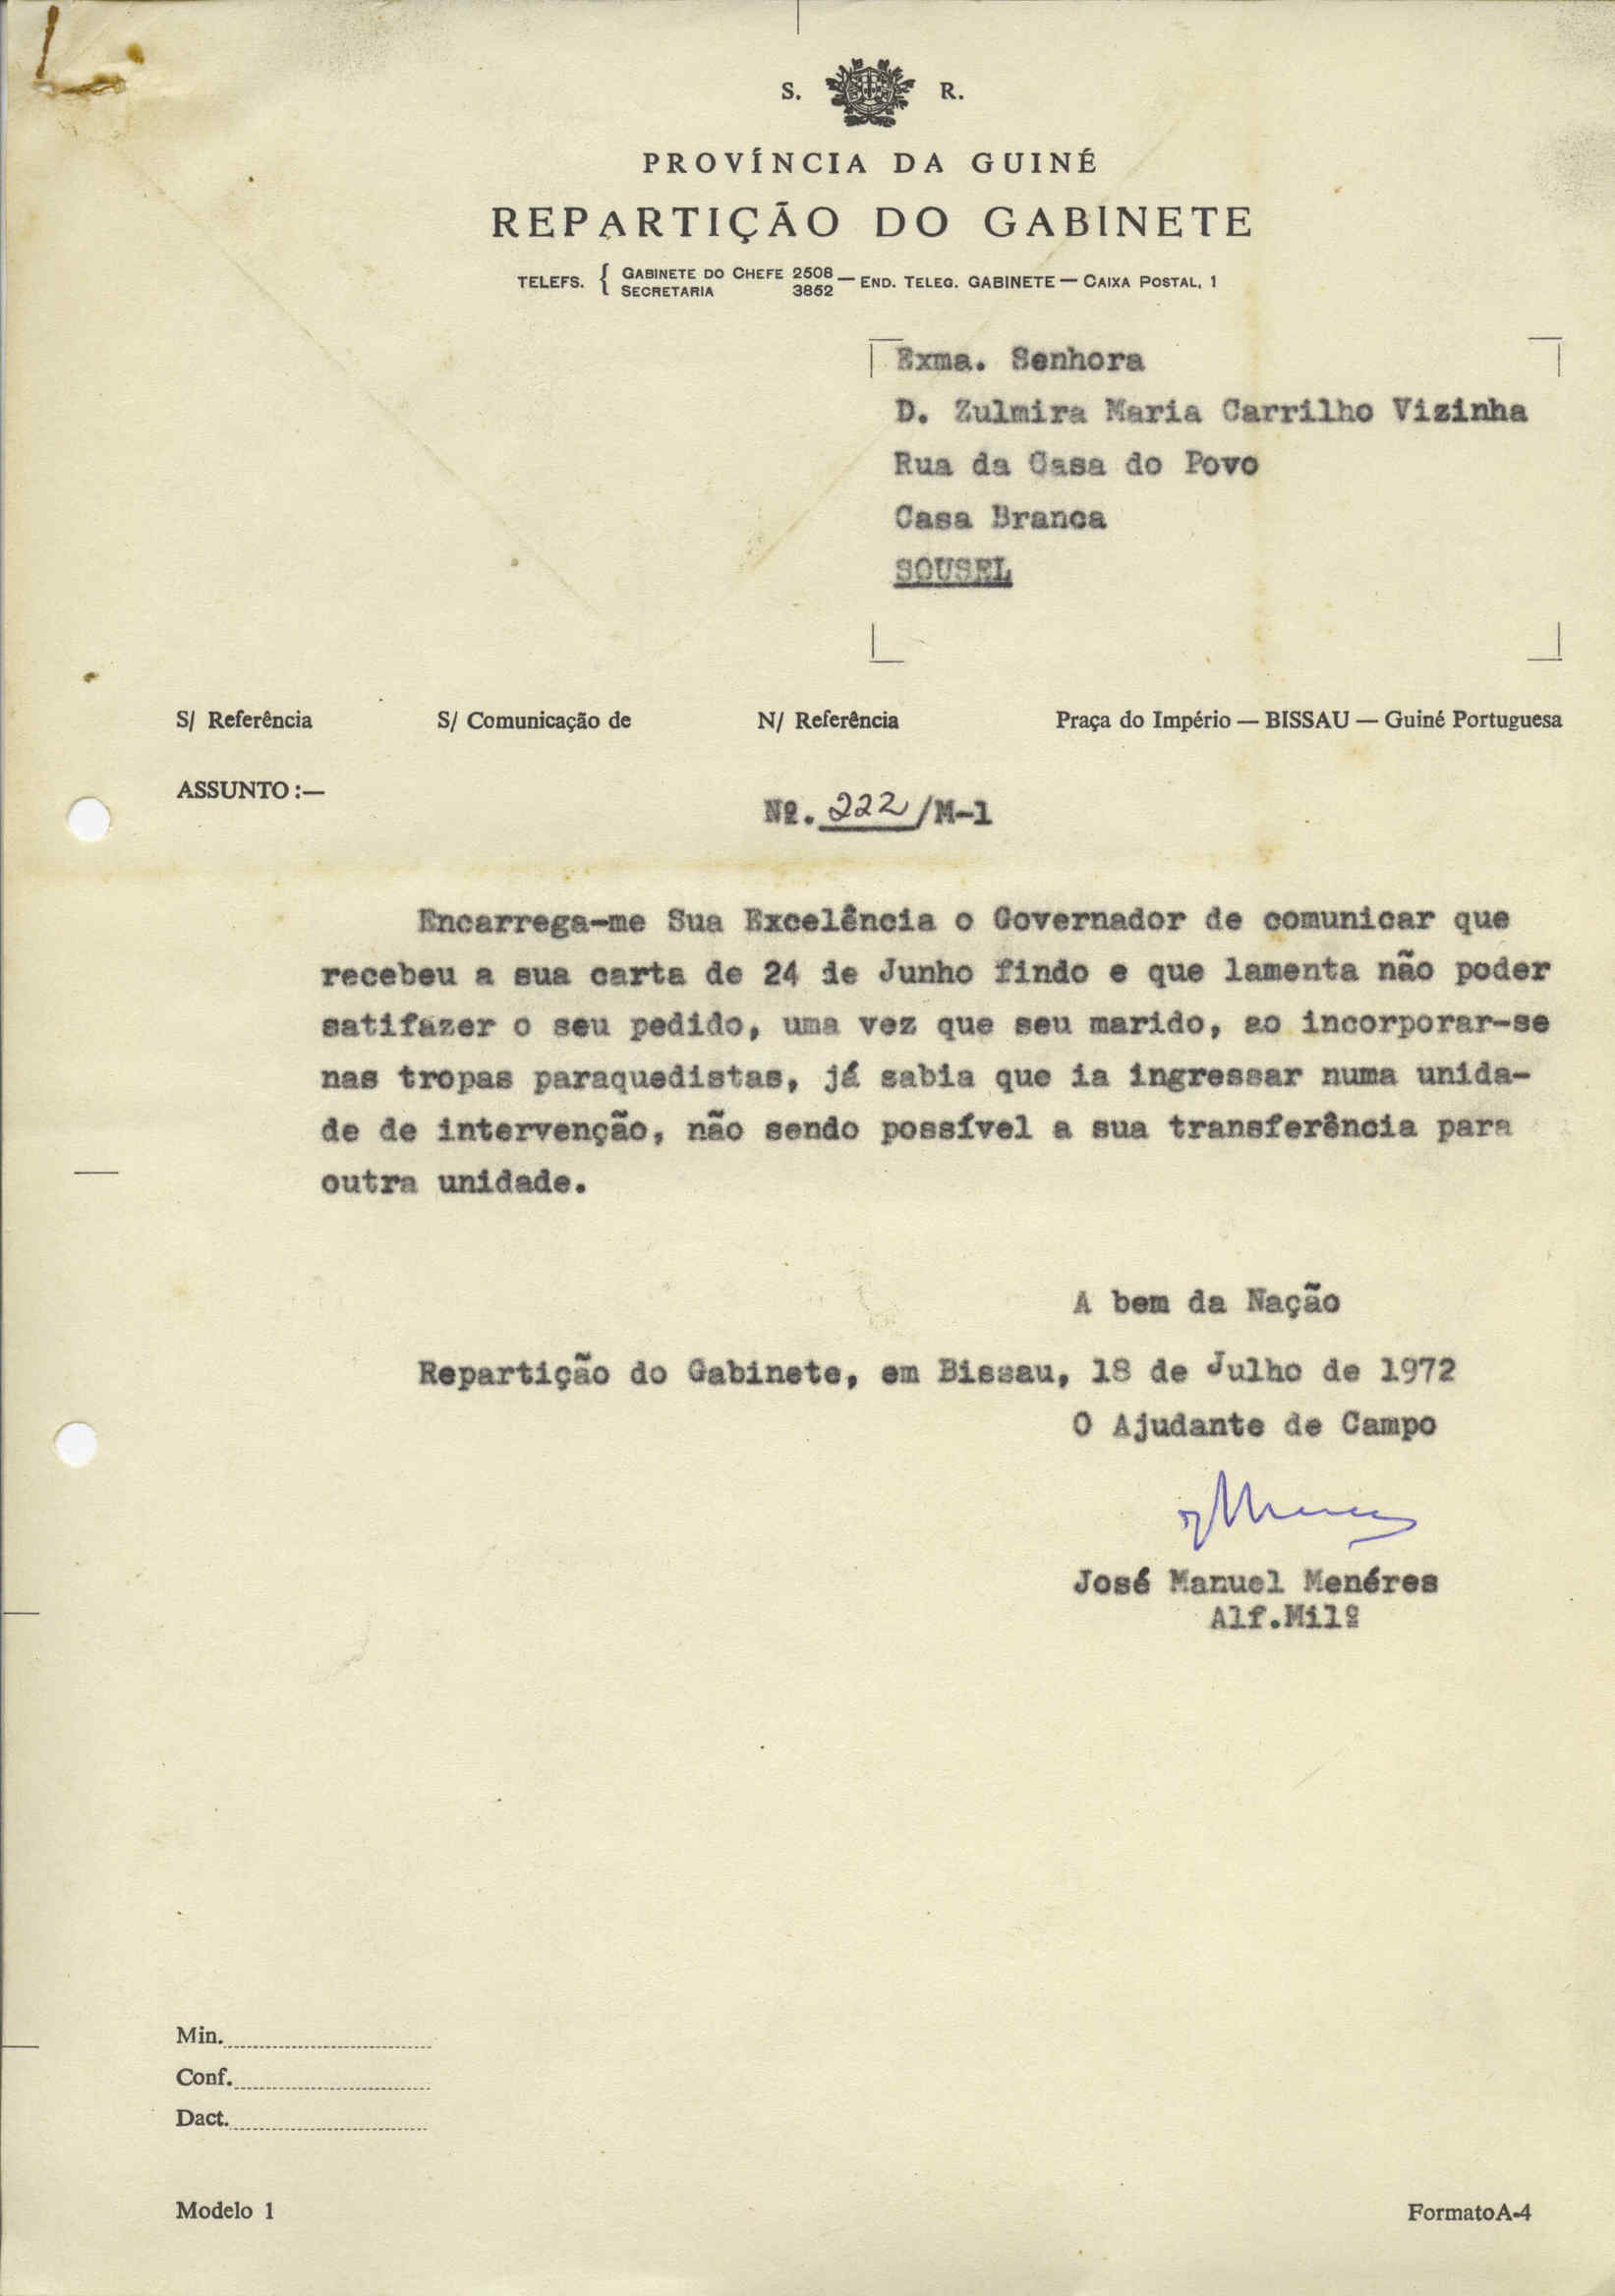 S. R.
PROVÍNCIA DA GUINÉ
REPARTIÇÃO DO GABINETE
TELEFS. { GABINETE DO CHEFE 2508 — END. TELEG. GABINETE — CAIXA POSTAL, 1
SECRETARIA 3852
Exma. Senhora
D. Zulmira Maria Carrilho Vizinha
Rua da Casa do Povo
Casa Branca
SOUSEL
S/ Referência S/ Comunicação de N/ Referência Praça do Império — BISSAU — Guiné Portuguesa
ASSUNTO :—
Nº. 222/M-1
Encarrega-me Sua Excelência o Governador de comunicar que
recebeu a sua carta de 24 de Junho findo e que lamenta não poder
satifazer o seu pedido, uma vez que seu marido, ao incorporar-se
nas tropas paraquedistas, já sabia que ia ingressar numa unida-
de de intervenção, não sendo possível a sua transferência para
outra unidade.
A bem da Nação
Repartição do Gabinete, em Bissau, 18 de Julho de 1972
O Ajudante de Campo
José Manuel Menéres
Alf.Milº
Min.
Conf.
Dact.
Modelo 1 Formato A-4